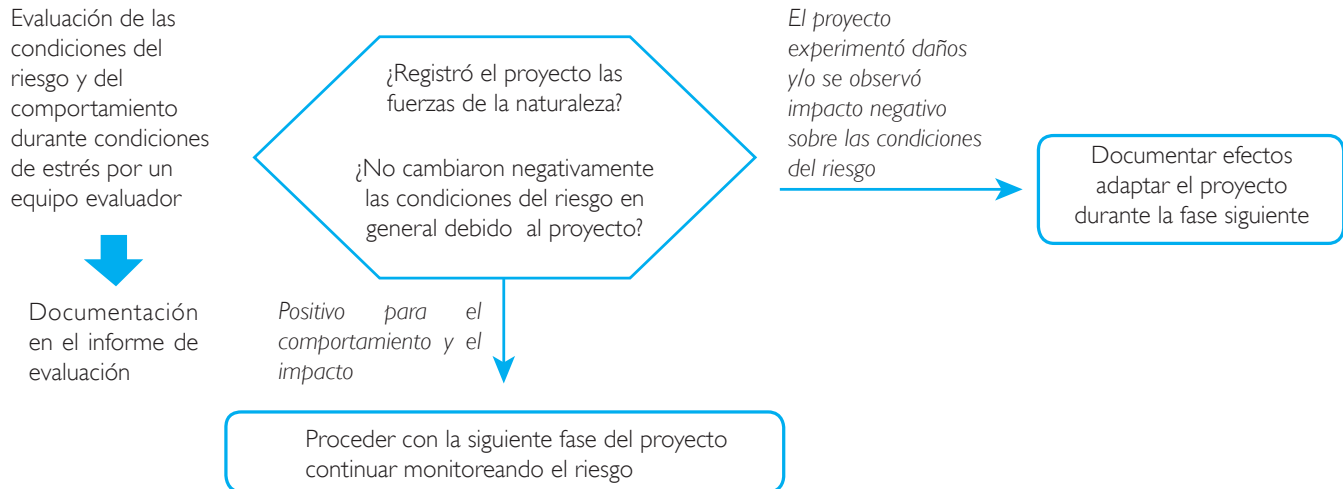 Evaluación de las
condiciones del
riesgo y del
comportamiento
durante condiciones
de estrés por un
equipo evaluador
Documentación
en el informe de
evaluación
¿Registró el proyecto las
fuerzas de la naturaleza?
¿No cambiaron negativamente
las condiciones del riesgo en
general debido al proyecto?
El proyecto
experimentó daños
y/o se observó
impacto negativo
sobre las condiciones
del riesgo
Documentar efectos
adaptar el proyecto
durante la fase siguiente
Positivo para el
comportamiento y el
impacto
Proceder con la siguiente fase del proyecto
continuar monitoreando el riesgo